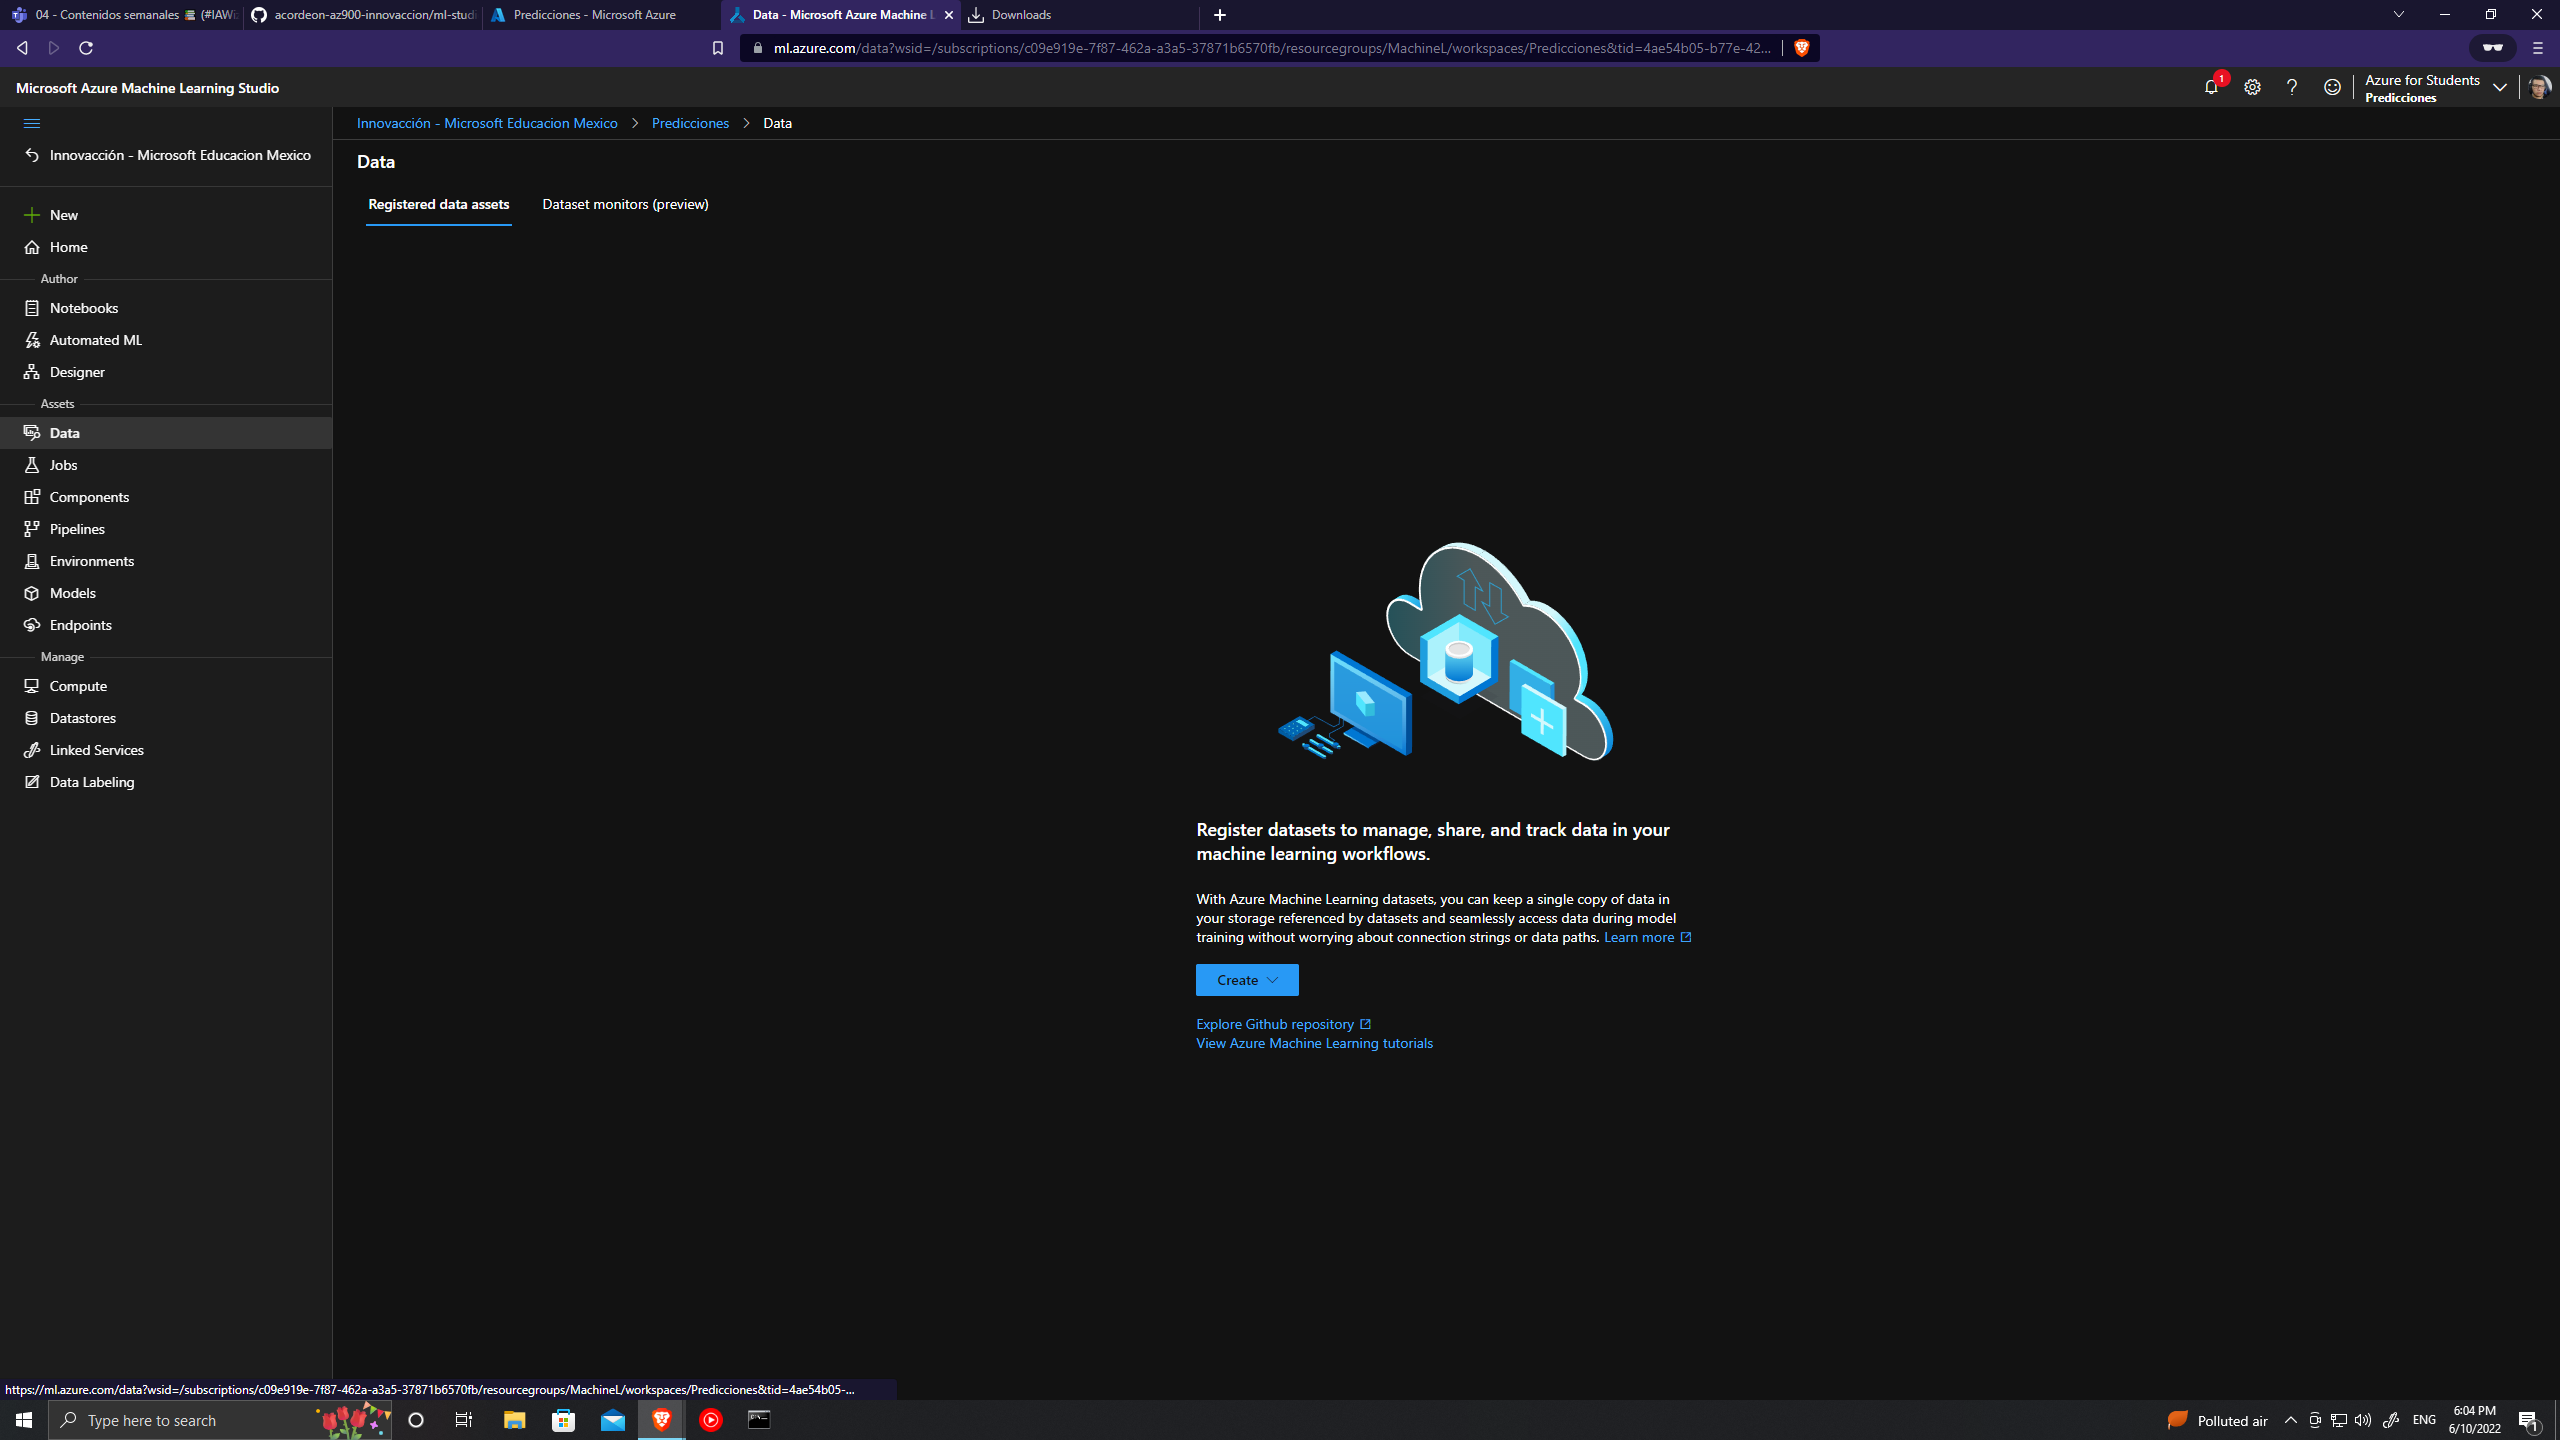 04 - Contenidos semanales (#IAWi
acordeon-az900-innovaccion/ml-studi
Predicciones - Microsoft Azure
Data - Microsoft Azure Machine L
Downloads
ml.azure.com/data?wsid=/subscriptions/c09e919e-7f87-462a-a3a5-37871b6570fb/resourcegroups/MachineL/workspaces/Predicciones&tid=4ae54b05-b77e-42...
Microsoft Azure Machine Learning Studio
1
Azure for Students
Predicciones
Innovacción - Microsoft Educacion Mexico
Predicciones
Data
Innovacción - Microsoft Educacion Mexico
New
Home
Author
Notebooks
Automated ML
Designer
Assets
Data
Jobs
Components
Pipelines
Environments
Models
Endpoints
Manage
Compute
Datastores
Linked Services
Data Labeling
Data
Registered data assets
Dataset monitors (preview)
Register datasets to manage, share, and track data in your
machine learning workflows.
With Azure Machine Learning datasets, you can keep a single copy of data in
your storage referenced by datasets and seamlessly access data during model
training without worrying about connection strings or data paths. Learn more
Create
Explore Github repository
View Azure Machine Learning tutorials
https://ml.azure.com/data?wsid=/subscriptions/c09e919e-7f87-462a-a3a5-37871b6570fb/resourcegroups/MachineL/workspaces/Predicciones&tid=4ae54b05-...
Type here to search
Polluted air
ENG
6:04 PM
6/10/2022
1